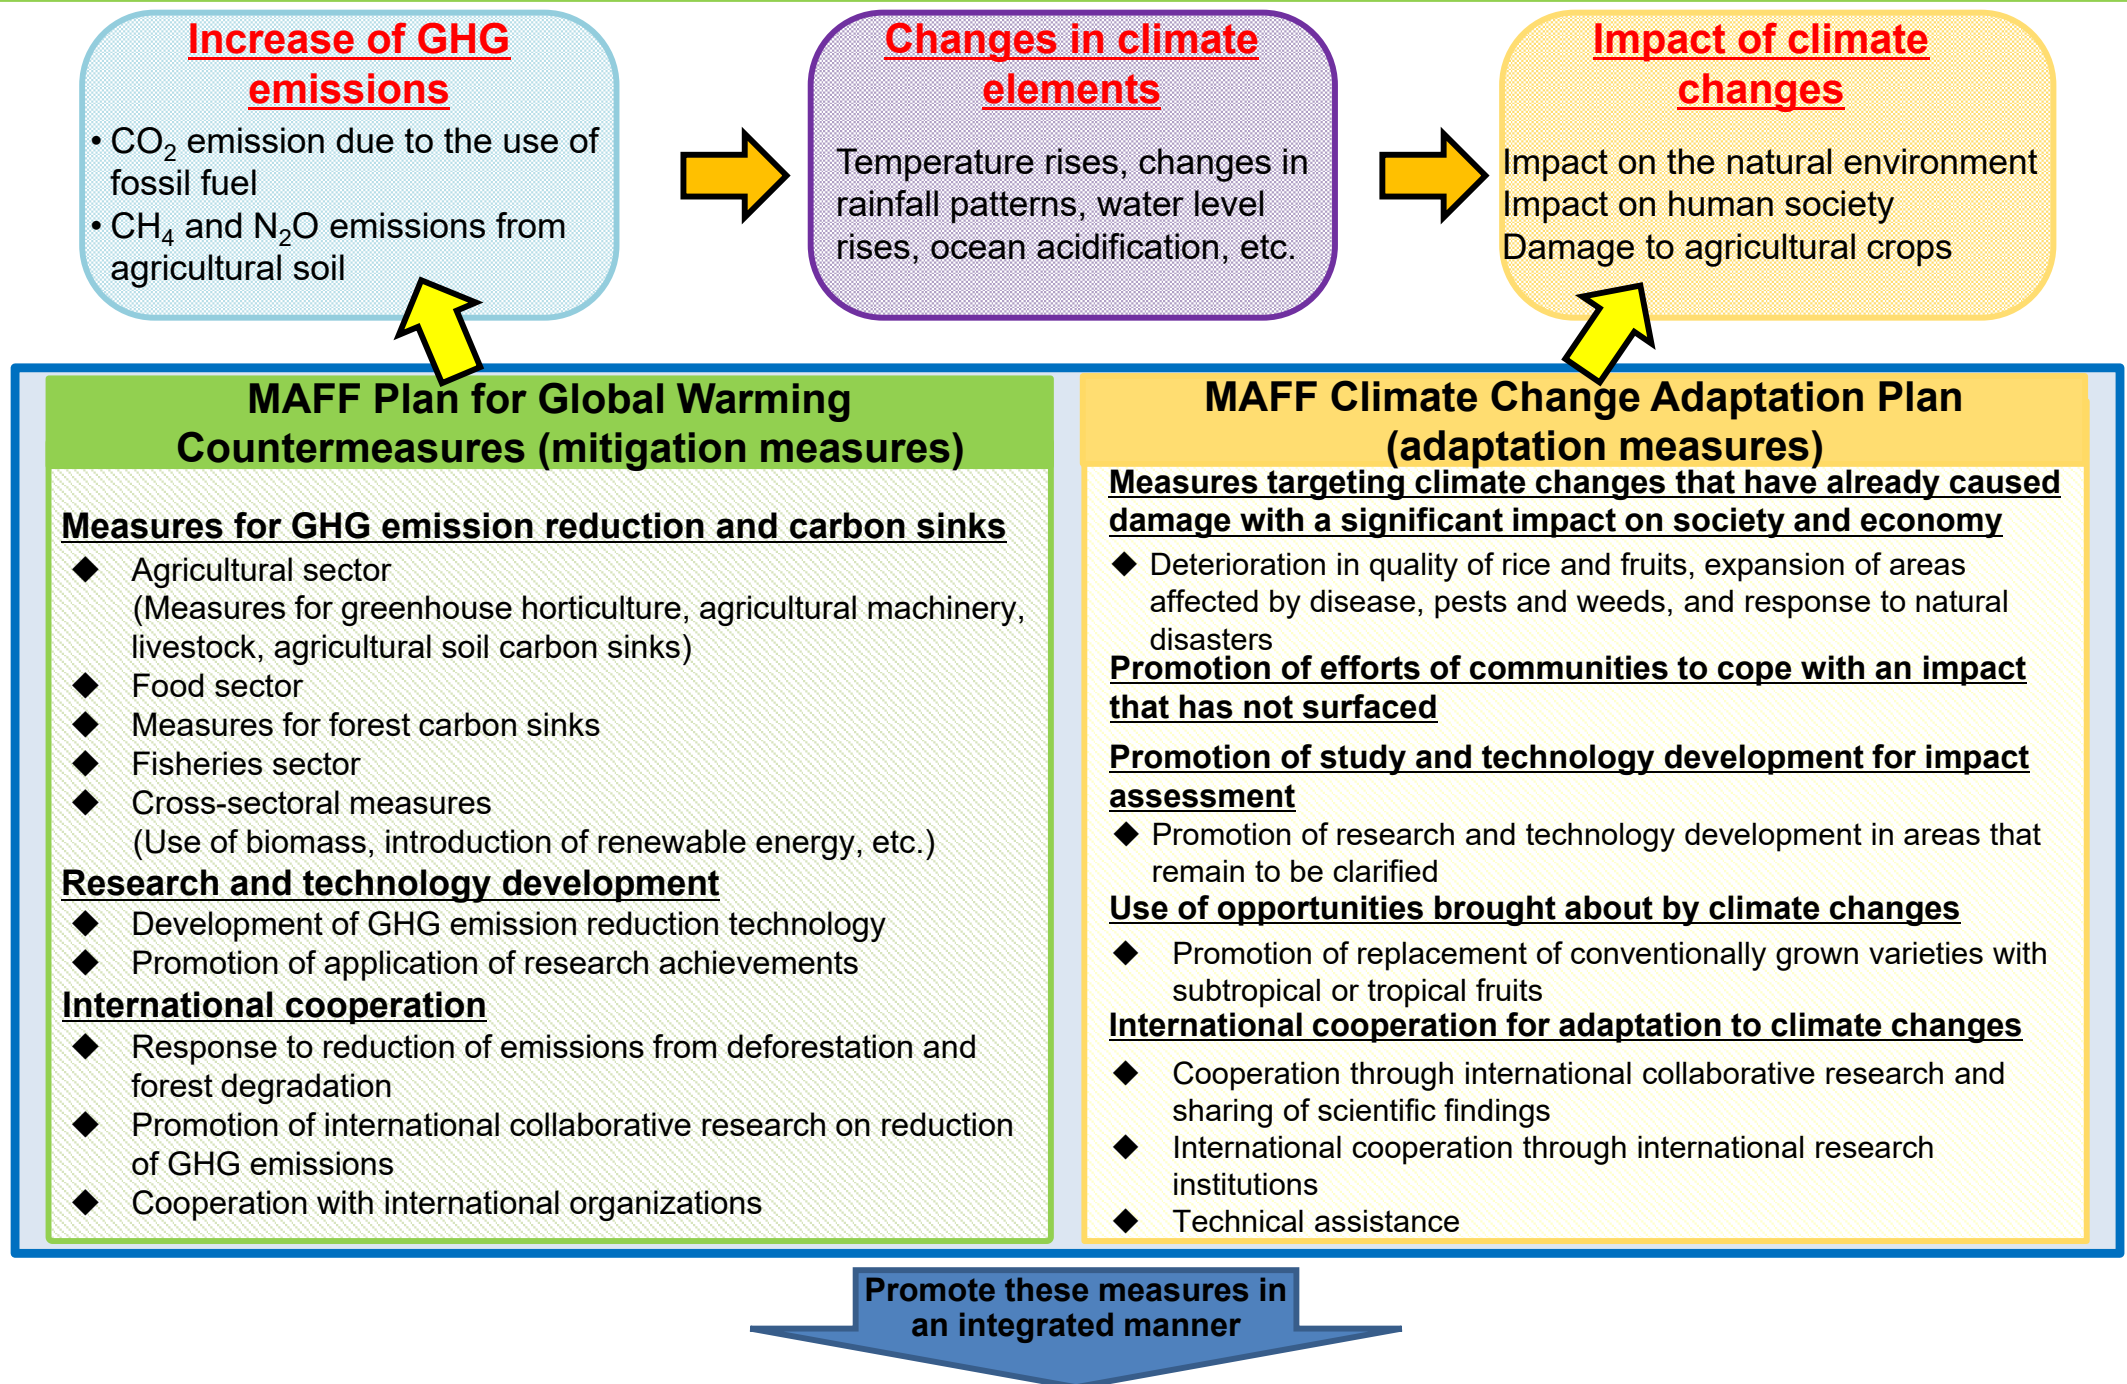 Increase of GHG
emissions
• CO₂ emission due to the use of
fossil fuel
• CH₄ and N₂O emissions from
agricultural soil
Changes in climate
elements
Temperature rises, changes in
rainfall patterns, water level
rises, ocean acidification, etc.
Impact of climate
changes
Impact on the natural environment
Impact on human society
Damage to agricultural crops
MAFF Plan for Global Warming
Countermeasures (mitigation measures)
Measures for GHG emission reduction and carbon sinks
◆ Agricultural sector
(Measures for greenhouse horticulture, agricultural machinery,
livestock, agricultural soil carbon sinks)
◆ Food sector
◆ Measures for forest carbon sinks
◆ Fisheries sector
◆ Cross-sectoral measures
(Use of biomass, introduction of renewable energy, etc.)
Research and technology development
◆ Development of GHG emission reduction technology
◆ Promotion of application of research achievements
International cooperation
◆ Response to reduction of emissions from deforestation and
forest degradation
◆ Promotion of international collaborative research on reduction
of GHG emissions
◆ Cooperation with international organizations
MAFF Climate Change Adaptation Plan
(adaptation measures)
Measures targeting climate changes that have already caused
damage with a significant impact on society and economy
◆ Deterioration in quality of rice and fruits, expansion of areas
affected by disease, pests and weeds, and response to natural
disasters
Promotion of efforts of communities to cope with an impact
that has not surfaced
Promotion of study and technology development for impact
assessment
◆ Promotion of research and technology development in areas that
remain to be clarified
Use of opportunities brought about by climate changes
◆ Promotion of replacement of conventionally grown varieties with
subtropical or tropical fruits
International cooperation for adaptation to climate changes
◆ Cooperation through international collaborative research and
sharing of scientific findings
◆ International cooperation through international research
institutions
◆ Technical assistance
Promote these measures in
an integrated manner